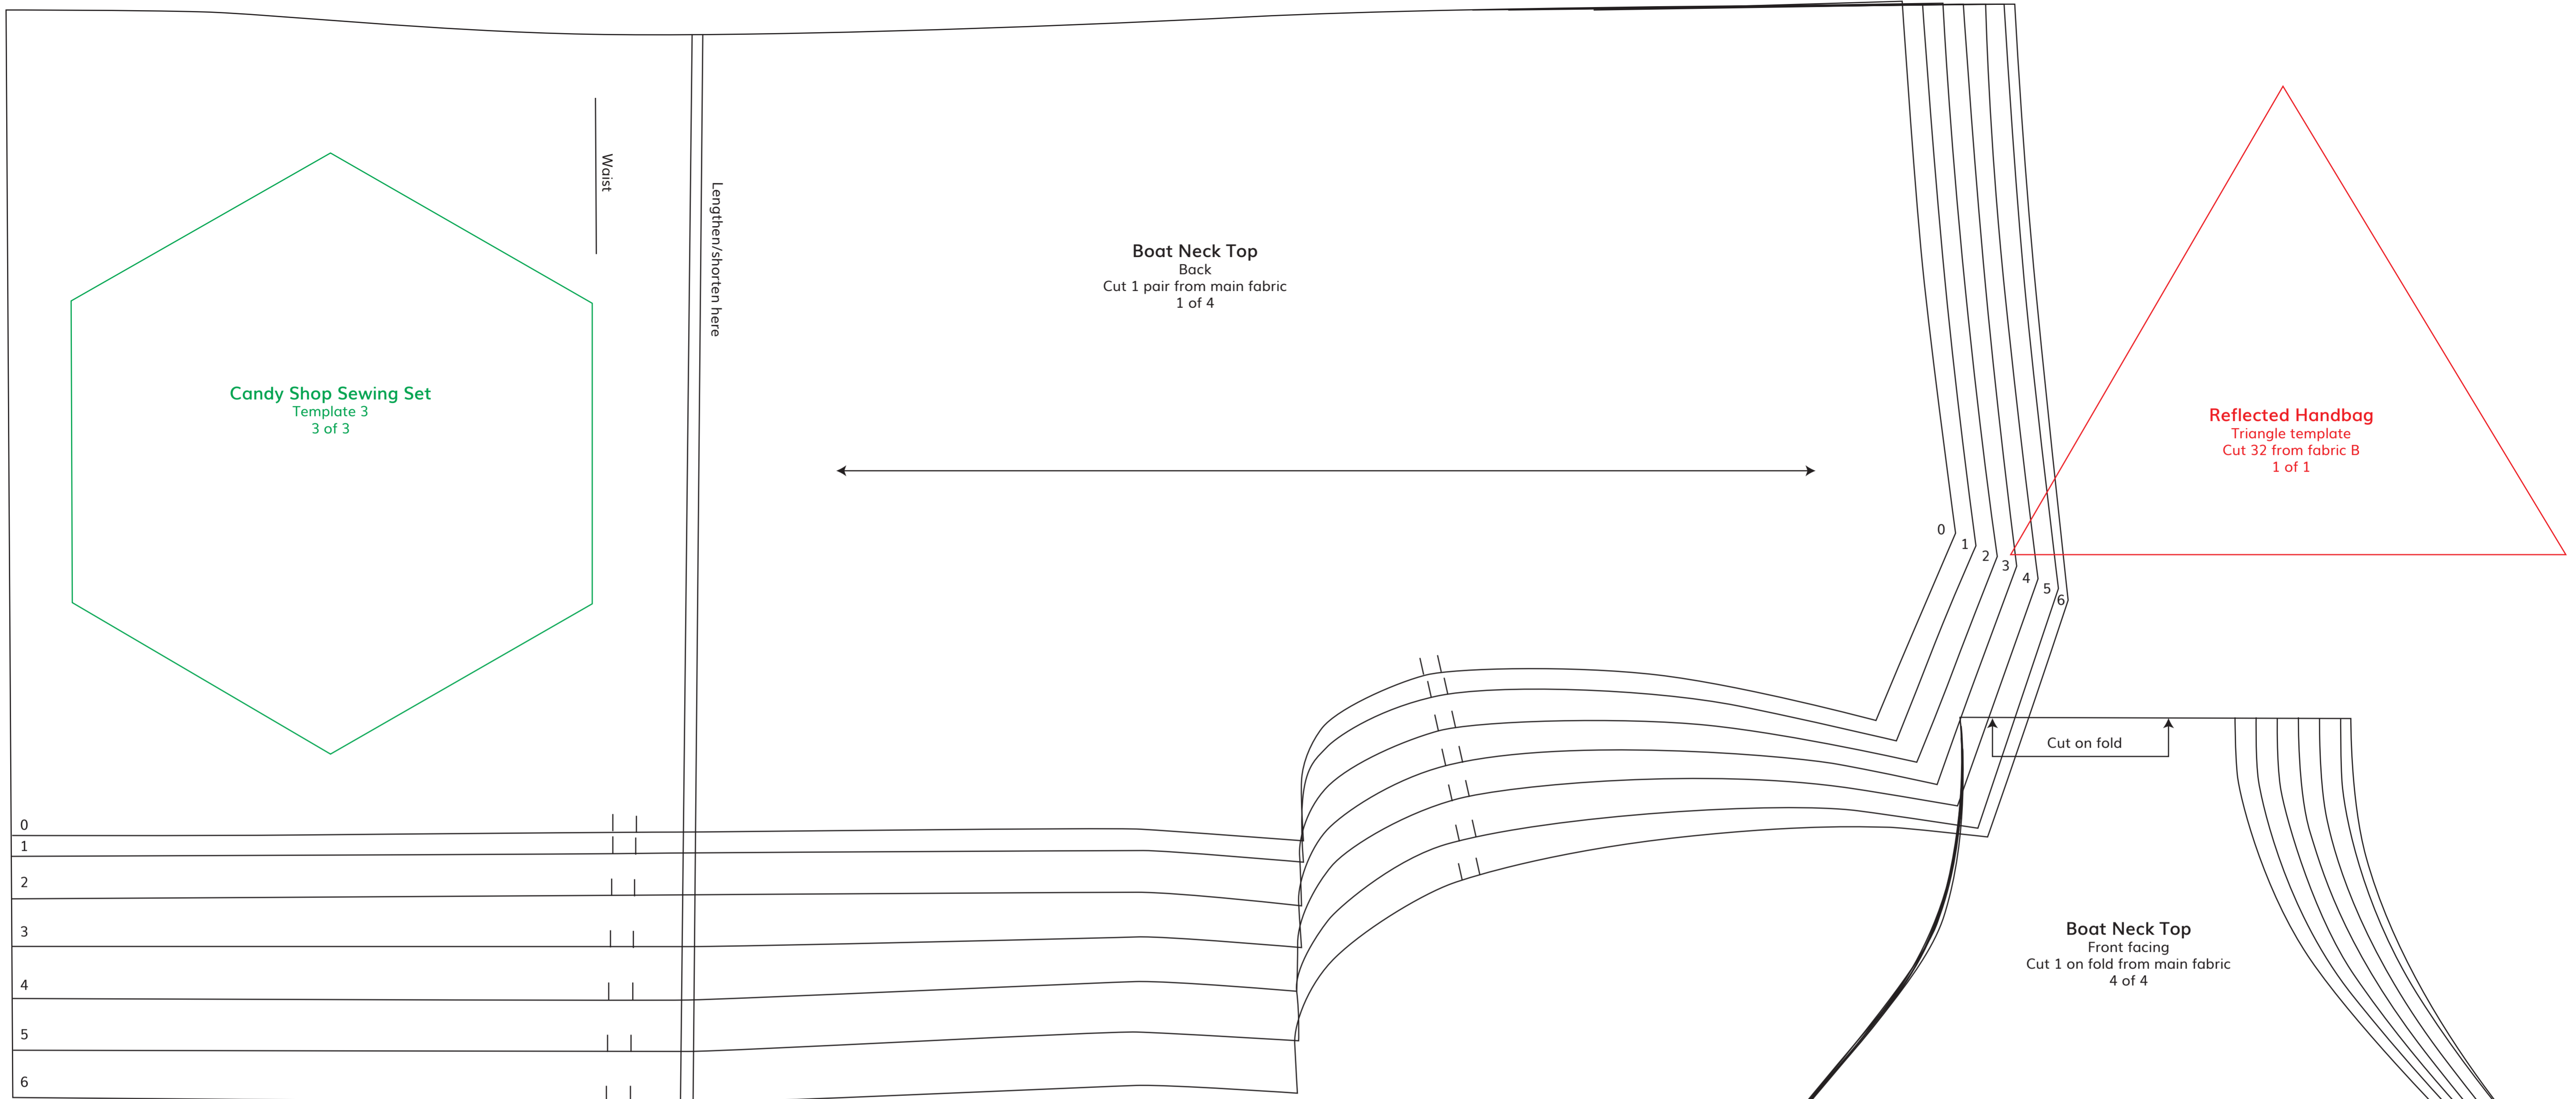 Waist
Lengthen/shorten here
Boat Neck Top
Back
Cut 1 pair from main fabric
1 of 4
Candy Shop Sewing Set
Template 3
3 of 3
Reflected Handbag
Triangle template
Cut 32 from fabric B
1 of 1
0
1
2
3
4
5
6
Cut on fold
0
1
2
3
4
5
6
Boat Neck Top
Front facing
Cut 1 on fold from main fabric
4 of 4